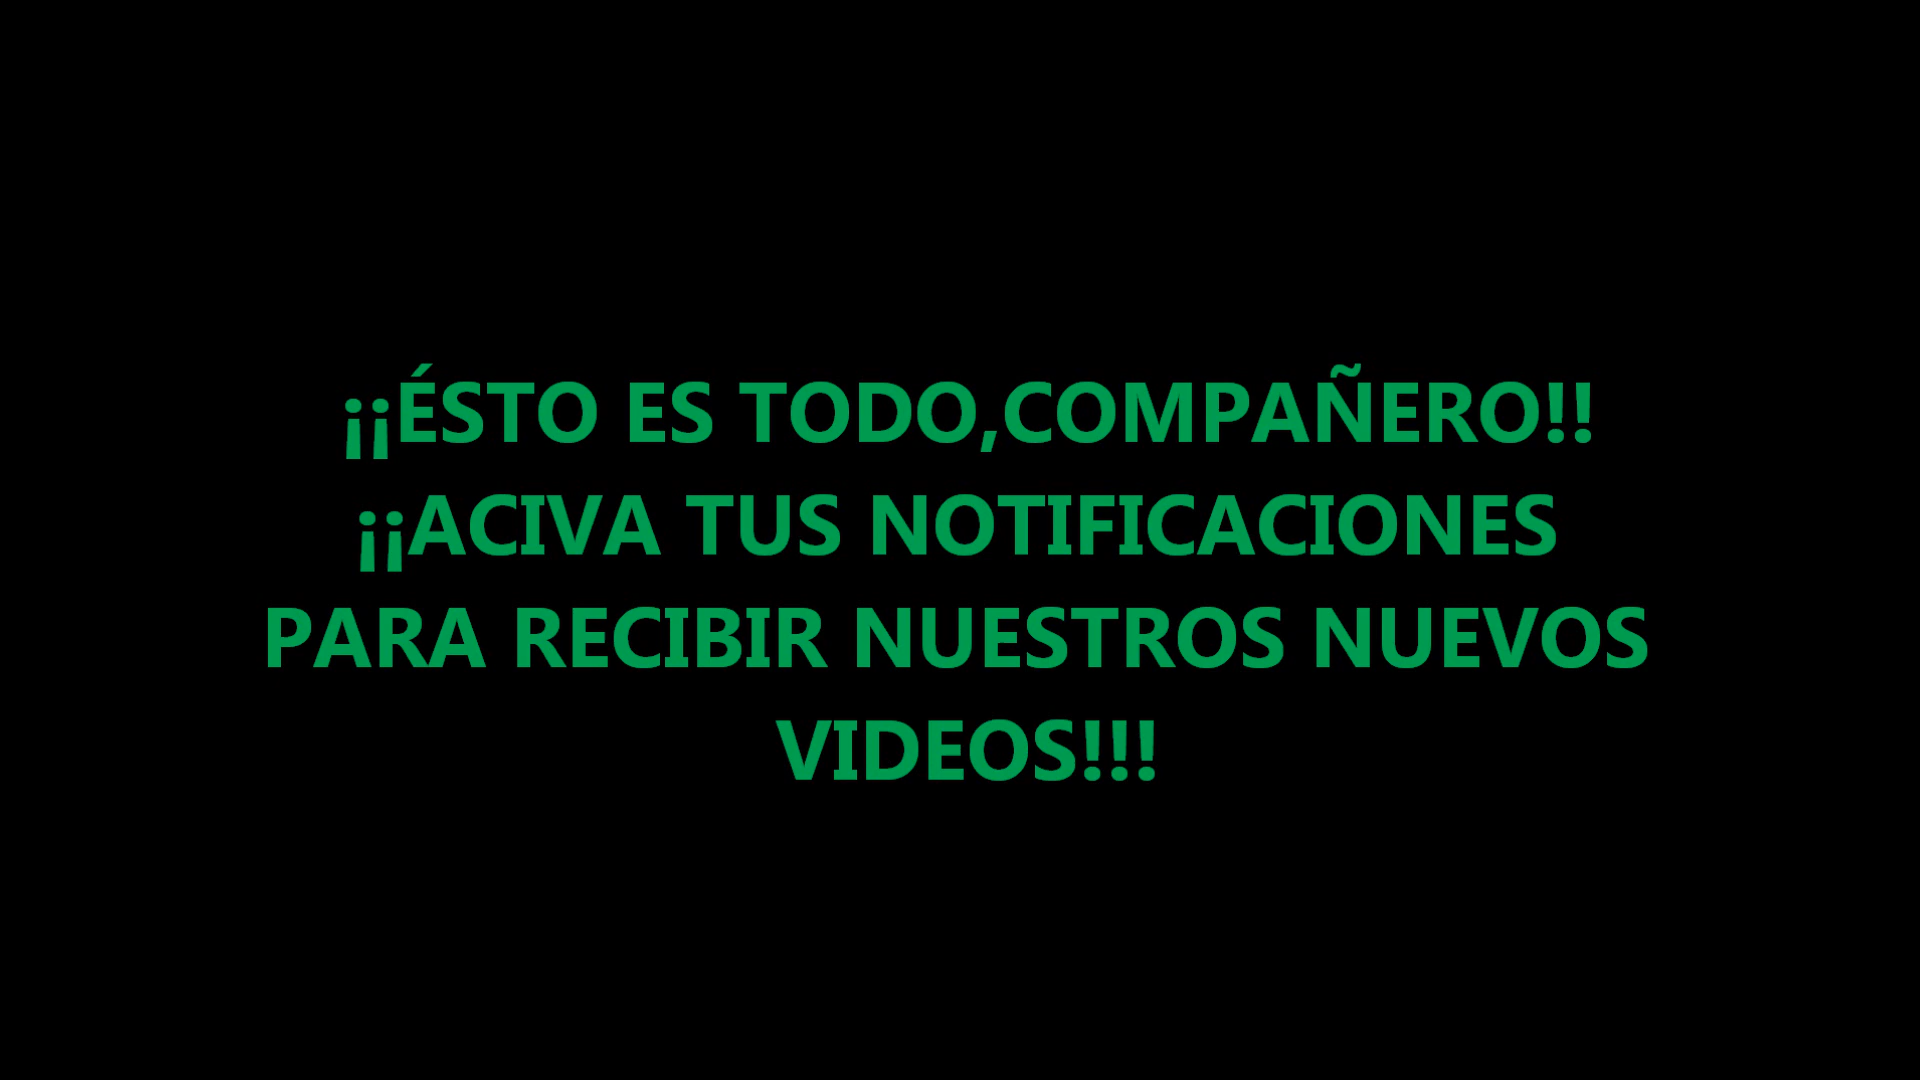 ¡¡ÉSTO ES TODO,COMPAÑERO!!
¡¡ACIVA TUS NOTIFICACIONES
PARA RECIBIR NUESTROS NUEVOS
VIDEOS!!!